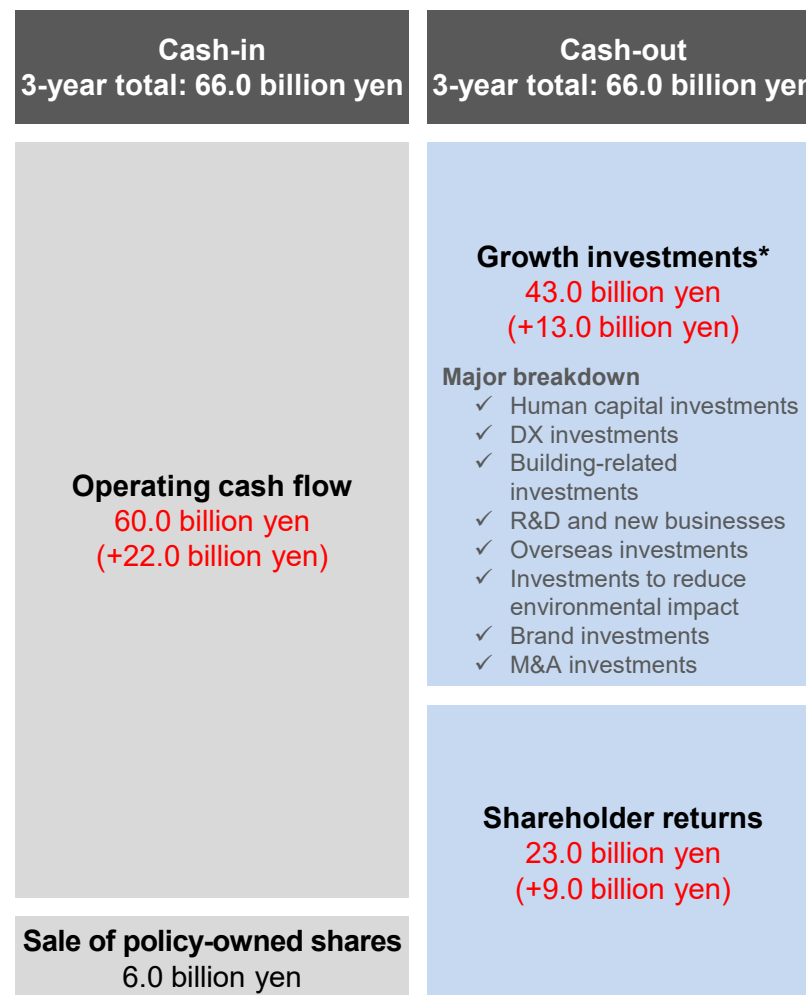 Cash-in
3-year total: 66.0 billion yen
Cash-out
3-year total: 66.0 billion yen
Operating cash flow
60.0 billion yen
(+22.0 billion yen)
Sale of policy-owned shares
6.0 billion yen
Growth investments*
43.0 billion yen
(+13.0 billion yen)
Major breakdown
✓ Human capital investments
✓ DX investments
✓ Building-related
investments
✓ R&D and new businesses
✓ Overseas investments
✓ Investments to reduce
environmental impact
✓ Brand investments
✓ M&A investments
Shareholder returns
23.0 billion yen
(+9.0 billion yen)